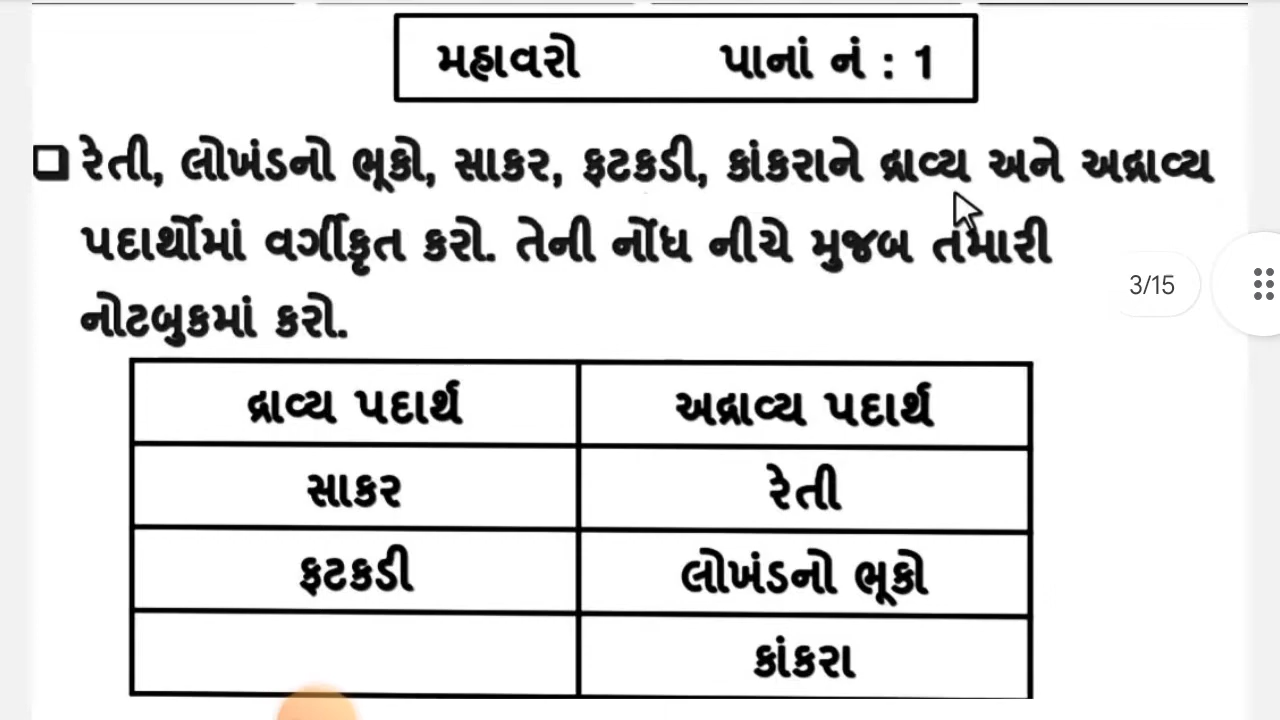 મહાવરો પાનાં નં : 1
❑ રેતી, લોખંડનો ભૂકો, સાકર, ફટકડી, કાંકરાને દ્રાવ્ય અને અદ્રાવ્ય
પદાર્થોમાં વર્ગીકૃત કરો. તેની નોંધ નીચે મુજબ તમારી
3/15
નોટબુકમાં કરો.
દ્રાવ્ય પદાર્થ અદ્રાવ્ય પદાર્થ
સાકર રેતી
ફટકડી લોખંડનો ભૂકો
કાંકરા